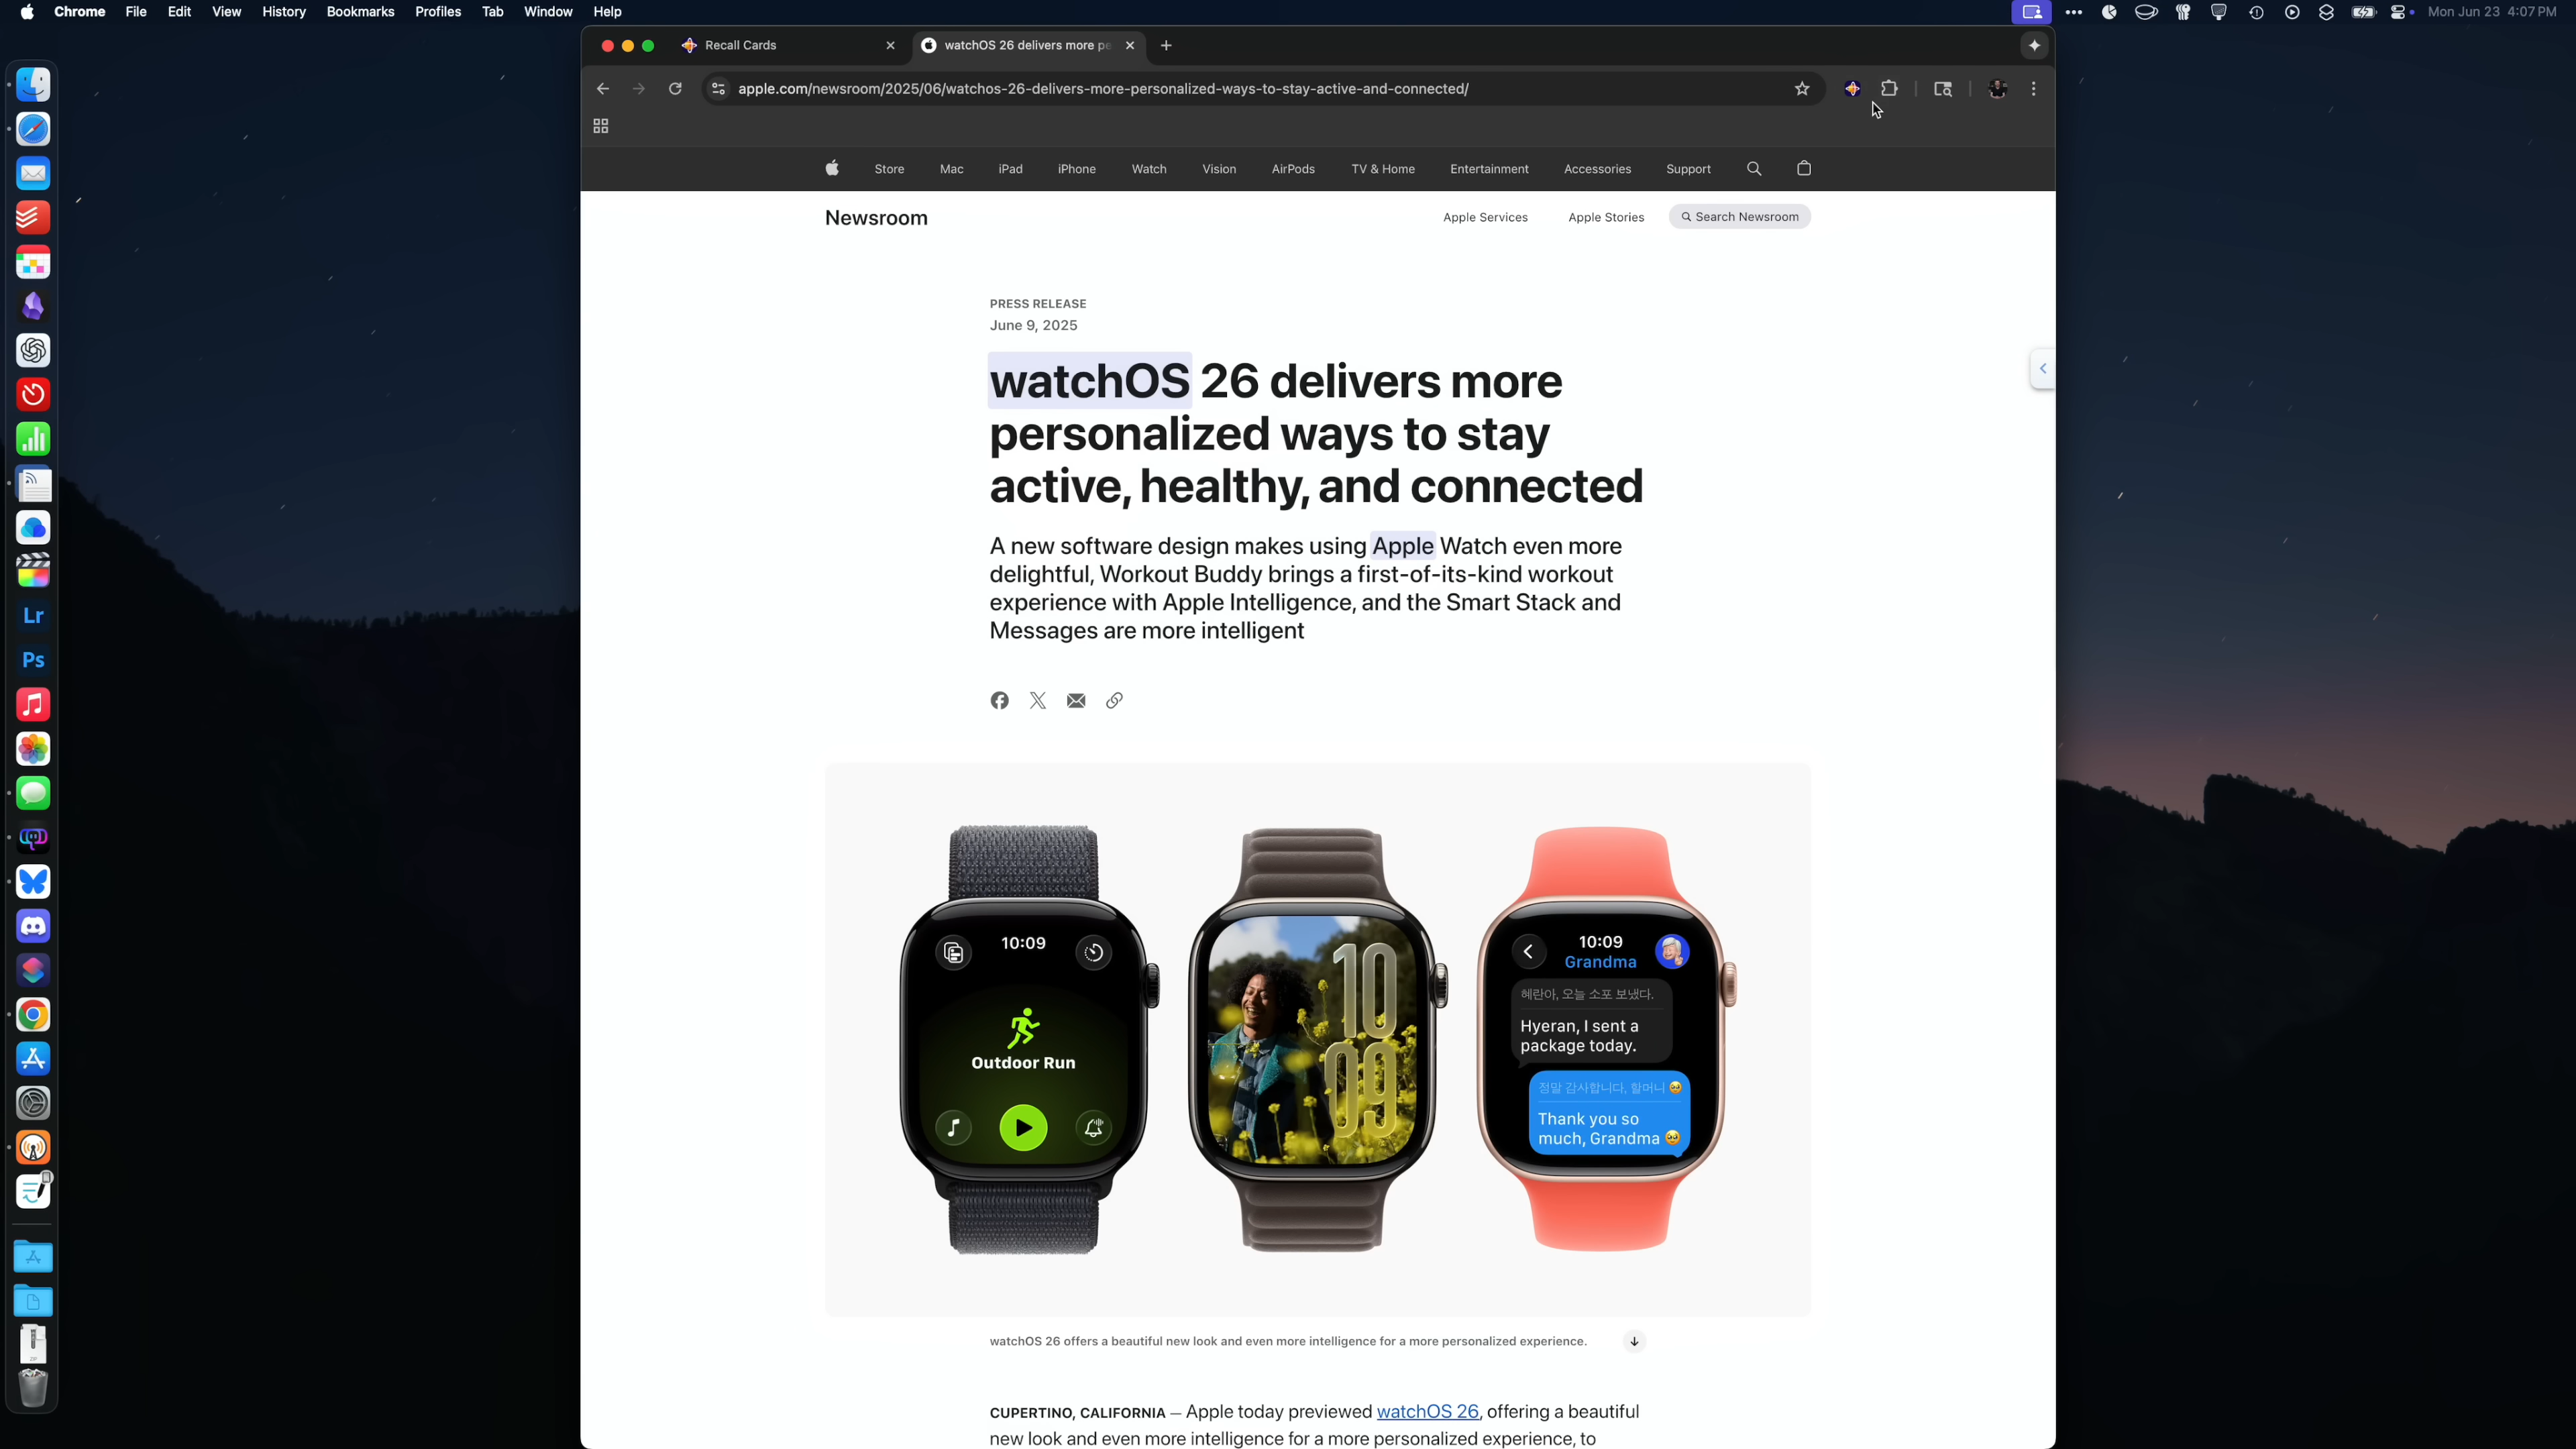 Chrome File Edit View History Bookmarks Profiles Tab Window Help
Mon Jun 23 4:07 PM
Recall Cards
watchOS 26 delivers more pe
apple.com/newsroom/2025/06/watchos-26-delivers-more-personalized-ways-to-stay-active-and-connected/
Store Mac iPad iPhone Watch Vision AirPods TV & Home Entertainment Accessories Support
Newsroom
Apple Services Apple Stories Search Newsroom
PRESS RELEASE
June 9, 2025
watchOS 26 delivers more
personalized ways to stay
active, healthy, and connected
A new software design makes using Apple Watch even more
delightful, Workout Buddy brings a first-of-its-kind workout
experience with Apple Intelligence, and the Smart Stack and
Messages are more intelligent
Lr
Ps
10:09
Outdoor Run
10
09
10:09
Grandma
혜란아, 오늘 소포 보냈다.
Hyeran, I sent a
package today.
정말 감사합니다, 할머니 🥹
Thank you so
much, Grandma 🥹
watchOS 26 offers a beautiful new look and even more intelligence for a more personalized experience.
CUPERTINO, CALIFORNIA — Apple today previewed watchOS 26, offering a beautiful
new look and even more intelligence for a more personalized experience, to